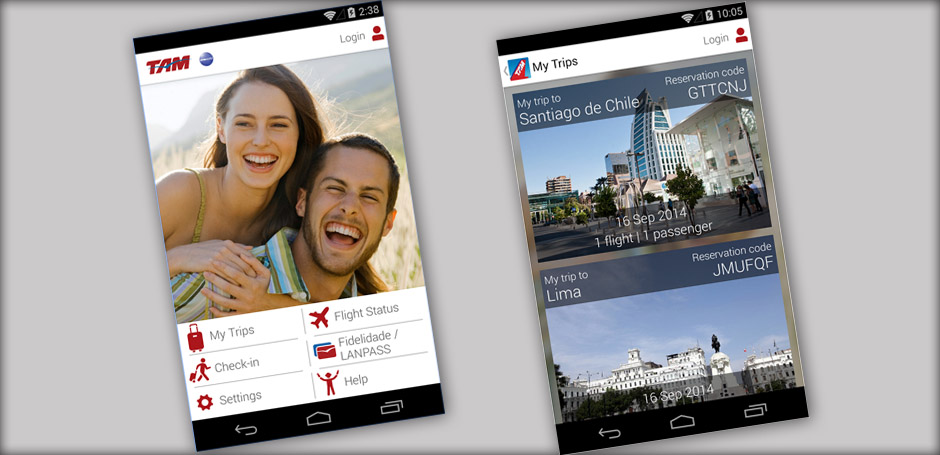 2:38
Login
TAM
My Trips
Flight Status
Check-in
Fidelidade /
LANPASS
Settings
Help
10:05
Login
My Trips
My trip to
Santiago de Chile
Reservation code
GTTCNJ
16 Sep 2014
1 flight | 1 passenger
My trip to
Lima
Reservation code
JMUFQF
16 Sep 2014